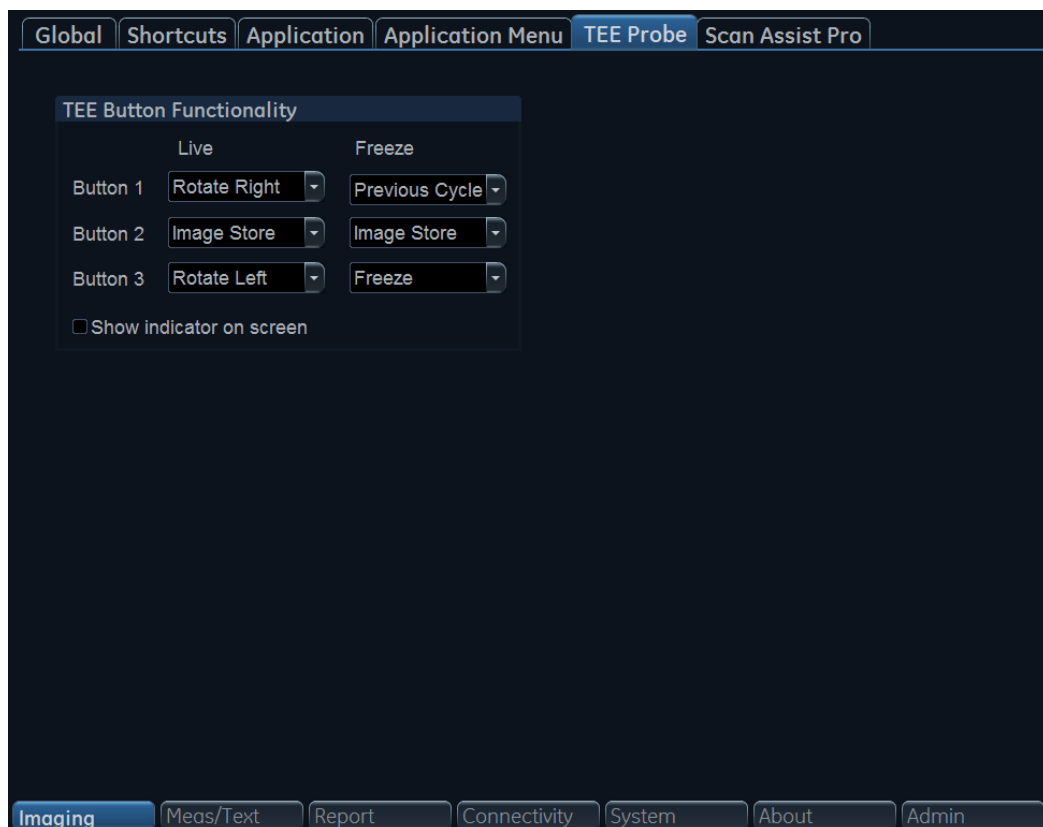 Global Shortcuts Application Application Menu TEE Probe Scan Assist Pro
TEE Button Functionality
Live Freeze
Button 1 Rotate Right Previous Cycle
Button 2 Image Store Image Store
Button 3 Rotate Left Freeze
Show indicator on screen
Imaging Meas/Text Report Connectivity System About Admin